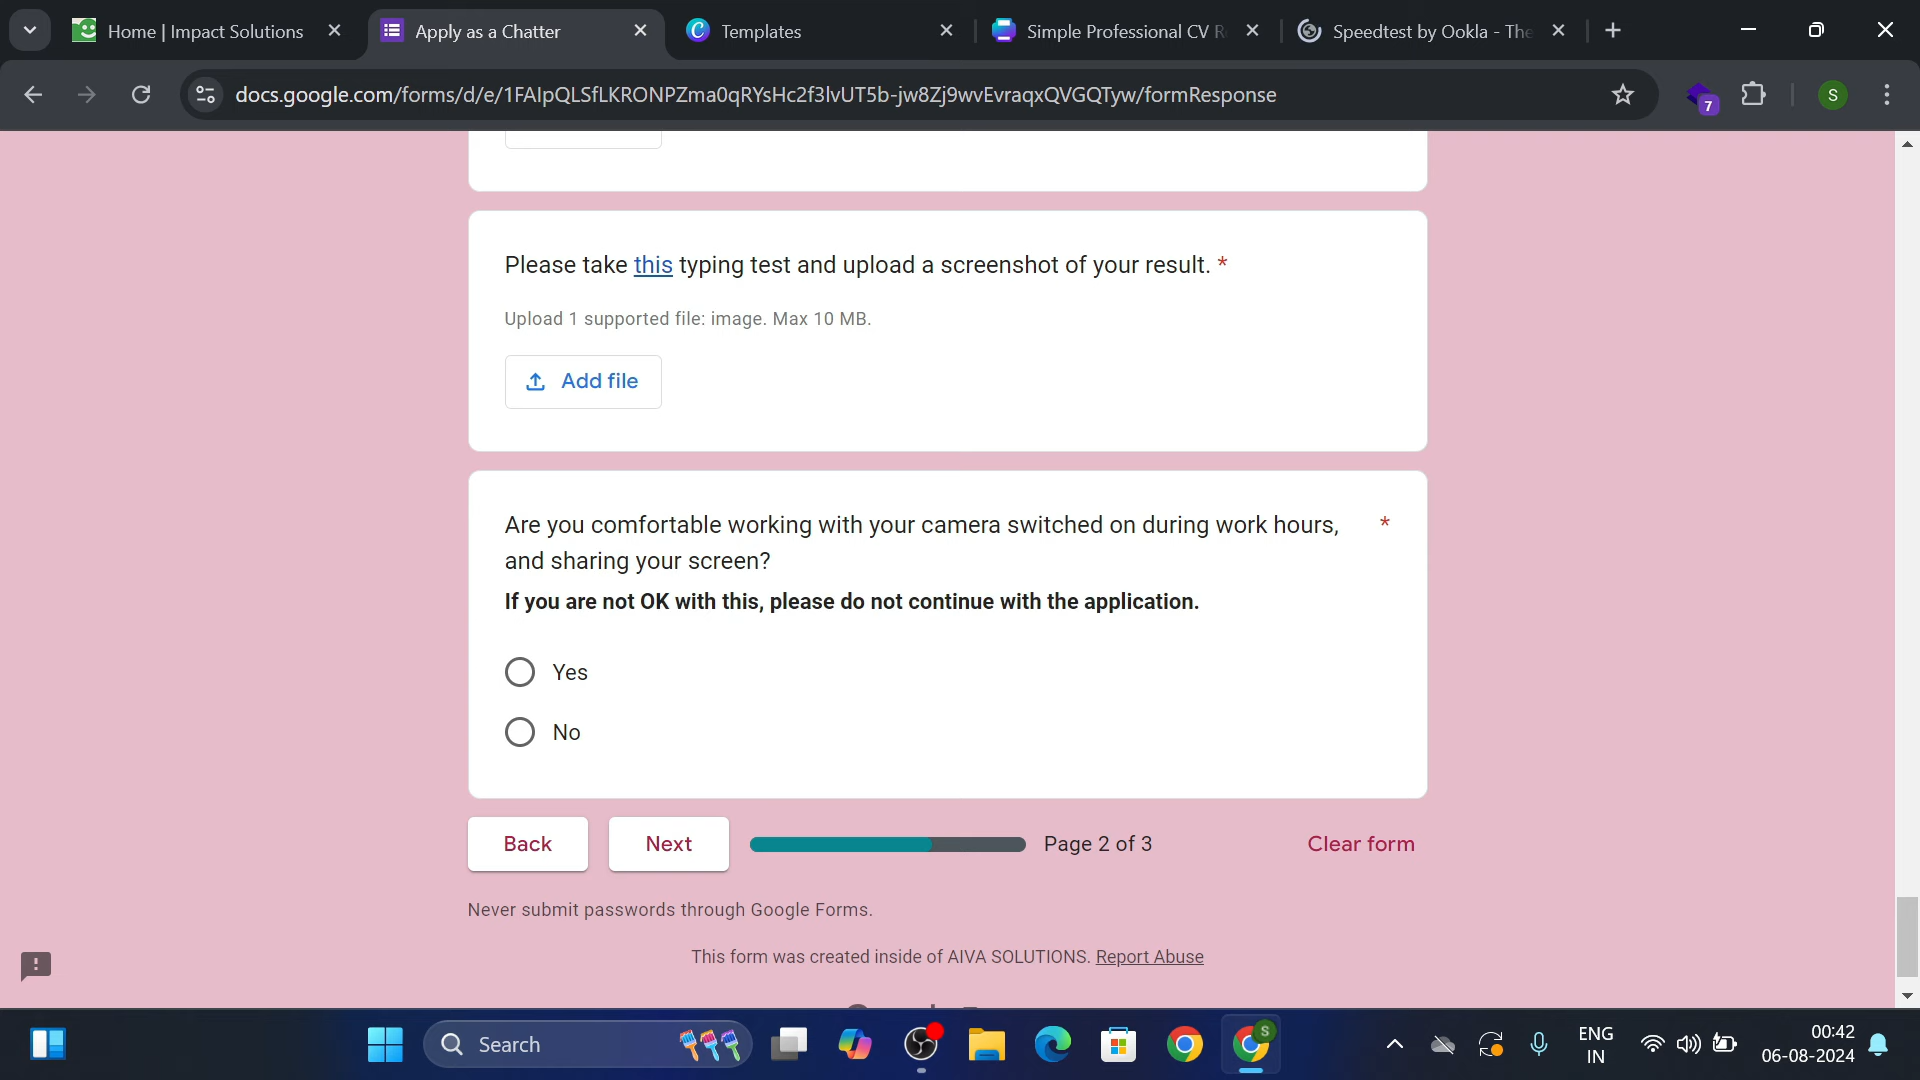 Home | Impact Solutions
Apply as a Chatter
Templates
Simple Professional CV R
Speedtest by Ookla - The
docs.google.com/forms/d/e/1FAIpQLSfLKRONPZma0qRYsHc2f3lvUT5b-jw8Zj9wvEvraqxQVGQTyw/formResponse
7
S
Please take this typing test and upload a screenshot of your result. *
Upload 1 supported file: image. Max 10 MB.
Add file
Are you comfortable working with your camera switched on during work hours, *
and sharing your screen?
If you are not OK with this, please do not continue with the application.
Yes
No
Back
Next
Page 2 of 3
Clear form
Never submit passwords through Google Forms.
This form was created inside of AIVA SOLUTIONS. Report Abuse
Search
S
ENG
IN
00:42
06-08-2024